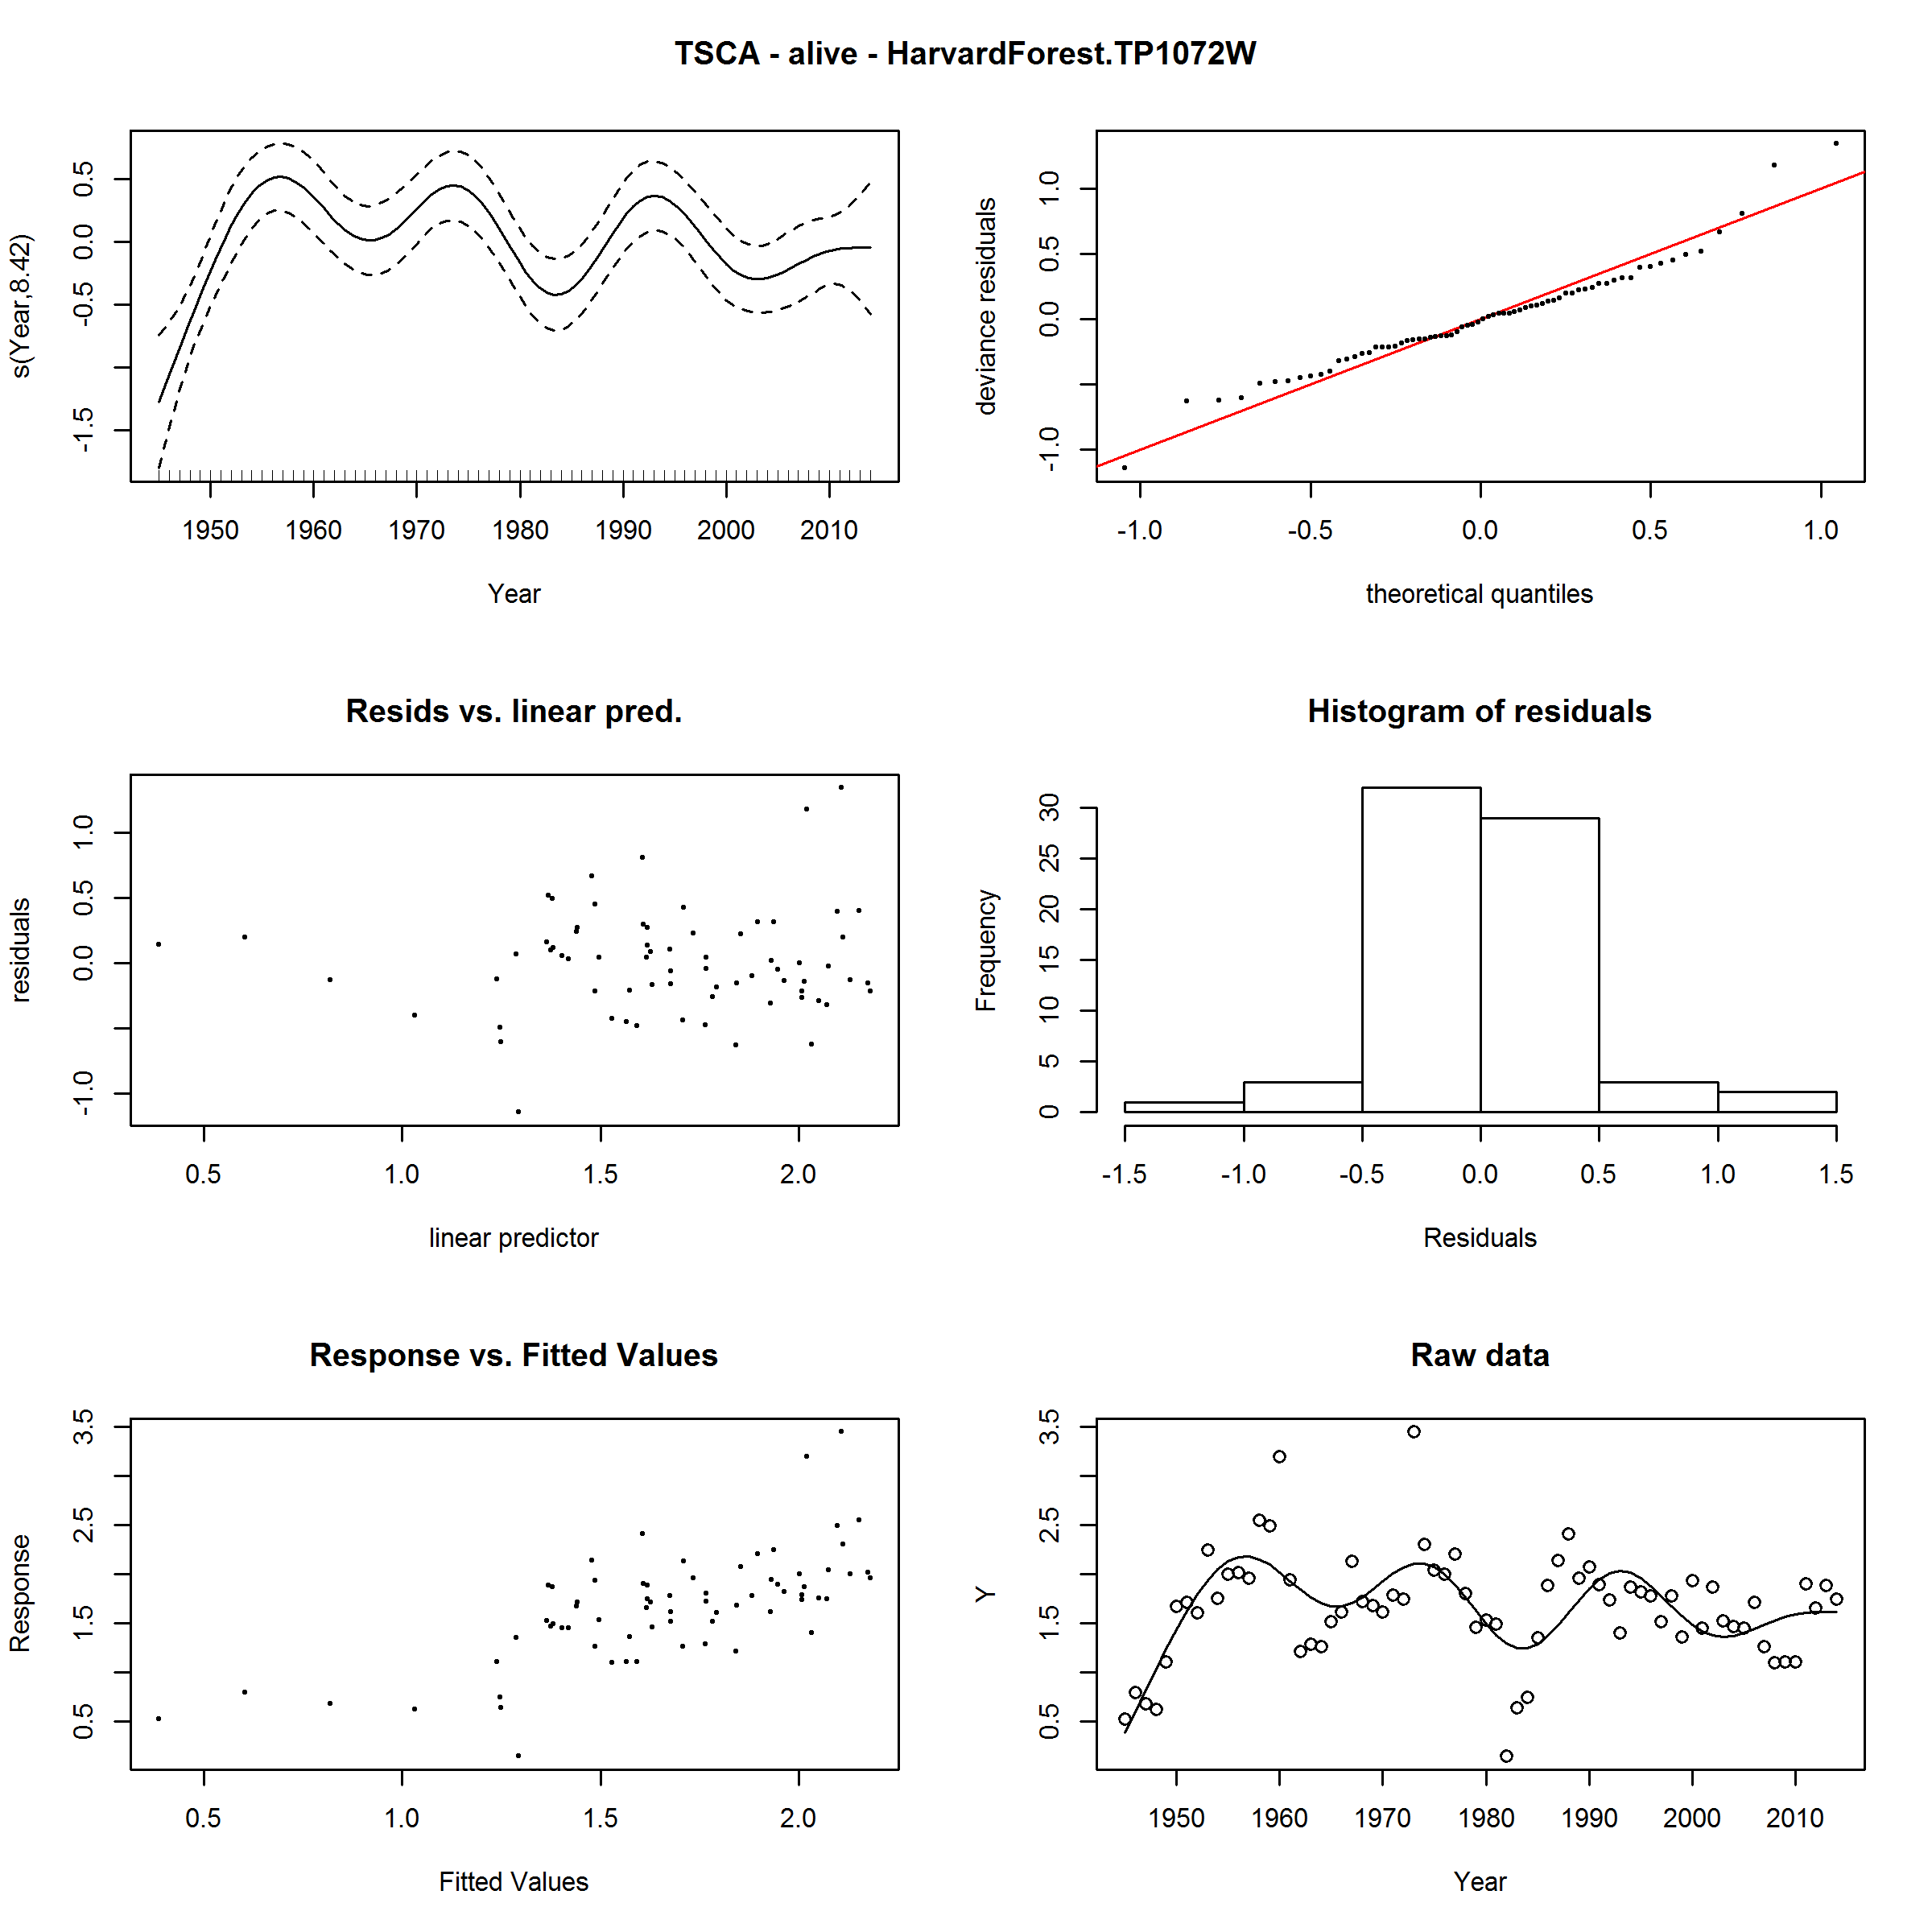 TSCA - alive - HarvardForest.TP1072W
s(Year,8.42)
0.5
0.0
-0.5
-1.5
1950 1960 1970 1980 1990 2000 2010
Year
deviance residuals
1.0
0.5
0.0
-1.0
-1.0 -0.5 0.0 0.5 1.0
theoretical quantiles
Resids vs. linear pred.
residuals
1.0
0.5
0.0
-1.0
0.5 1.0 1.5 2.0
linear predictor
Histogram of residuals
Frequency
30
25
20
15
10
5
0
-1.5 -1.0 -0.5 0.0 0.5 1.0 1.5
Residuals
Response vs. Fitted Values
Response
3.5
2.5
1.5
0.5
0.5 1.0 1.5 2.0
Fitted Values
Raw data
Y
3.5
2.5
1.5
0.5
1950 1960 1970 1980 1990 2000 2010
Year